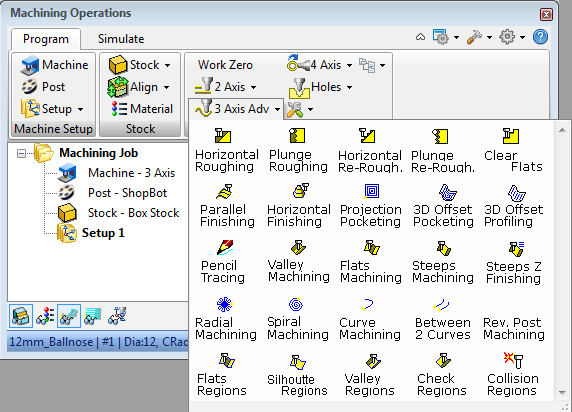 Machining Operations
Program Simulate
Machine Stock Work Zero 4 Axis
Post Align 2 Axis Holes
Setup Material 3 Axis Adv
Machine Setup Stock
Horizontal Roughing
Plunge Roughing
Horizontal Re-Rough.
Plunge Re-Rough.
Clear Flats
Parallel Finishing
Horizontal Finishing
Projection Pocketing
3D Offset Pocketing
3D Offset Profiling
Pencil Tracing
Valley Machining
Flats Machining
Steeps Machining
Steeps Z Finishing
Radial Machining
Spiral Machining
Curve Machining
Between 2 Curves
Rev. Post Machining
Flats Regions
Silhoutte Regions
Valley Regions
Check Regions
Collision Regions
Machining Job
Machine - 3 Axis
Post - ShopBot
Stock - Box Stock
Setup 1
12mm_Ballnose | #1 | Dia:12, CRad